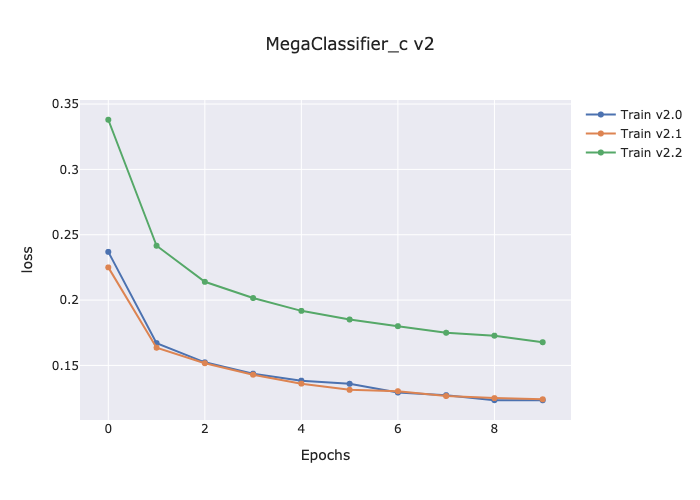 MegaClassifier_c v2
0.35
0.3
0.25
0.2
0.15
loss
0
2
4
6
8
Epochs
Train v2.0
Train v2.1
Train v2.2